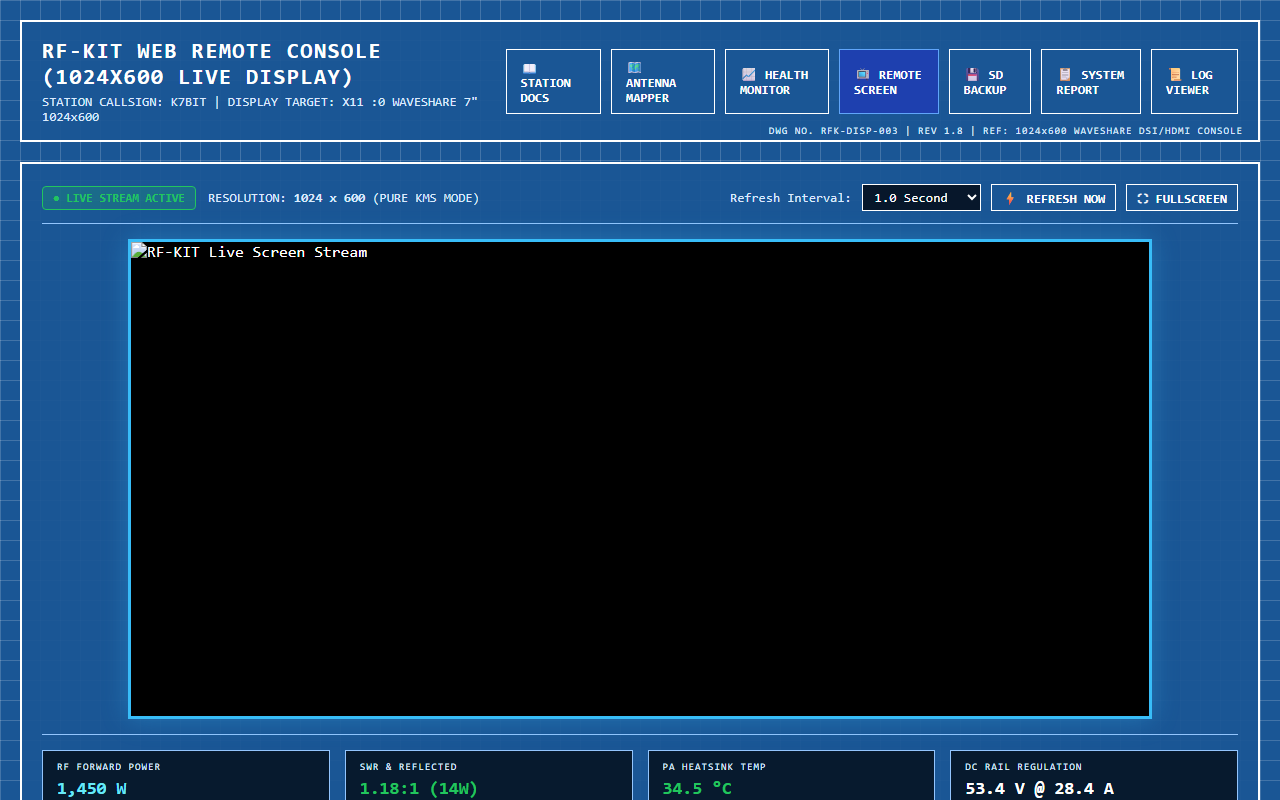 RF-KIT WEB REMOTE CONSOLE
(1024X600 LIVE DISPLAY)
STATION CALLSIGN: K7BIT | DISPLAY TARGET: X11 :0 WAVESHARE 7"
1024x600
STATION
DOCS
ANTENNA
MAPPER
HEALTH
MONITOR
REMOTE
SCREEN
SD
BACKUP
SYSTEM
REPORT
LOG
VIEWER
DWG NO. RFK-DISP-003 | REV 1.8 | REF: 1024x600 WAVESHARE DSI/HDMI CONSOLE
● LIVE STREAM ACTIVE
RESOLUTION: 1024 x 600 (PURE KMS MODE)
Refresh Interval:
1.0 Second
REFRESH NOW
FULLSCREEN
RF-KIT Live Screen Stream
RF FORWARD POWER
1,450 W
SWR & REFLECTED
1.18:1 (14W)
PA HEATSINK TEMP
34.5 °C
DC RAIL REGULATION
53.4 V @ 28.4 A